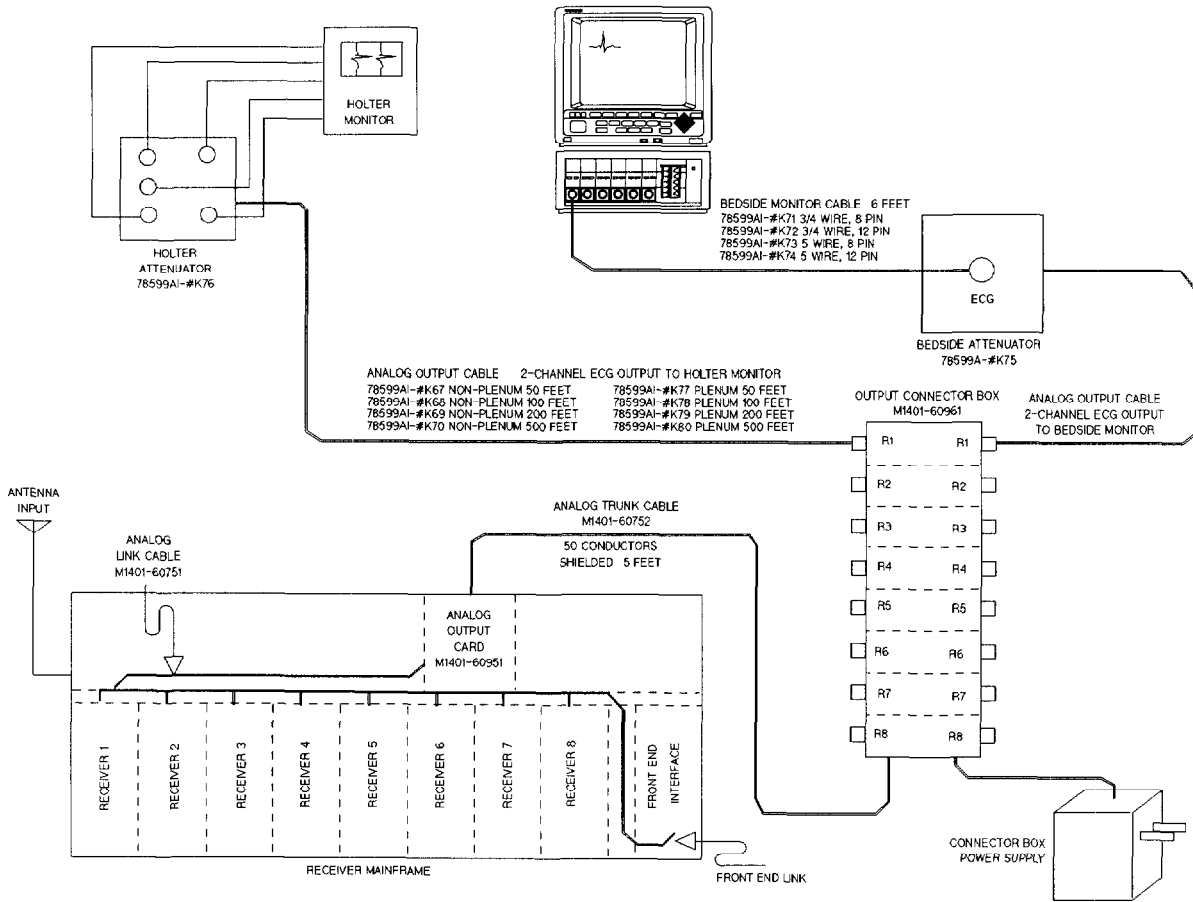 HOLTER
MONITOR
HOLTER
ATTENUATOR
78599AI-#K76
BEDSIDE MONITOR CABLE 6 FEET
78599AI-#K71 3/4 WIRE, 8 PIN
78599AI-#K72 3/4 WIRE, 12 PIN
78599AI-#K73 5 WIRE, 8 PIN
78599AI-#K74 5 WIRE, 12 PIN
ECG
BEDSIDE ATTENUATOR
78599A-#K75
ANALOG OUTPUT CABLE 2-CHANNEL ECG OUTPUT TO HOLTER MONITOR
78599AI-#K67 NON-PLENUM 50 FEET 78599AI-#K77 PLENUM 50 FEET
78599AI-#K68 NON-PLENUM 100 FEET 78599AI-#K78 PLENUM 100 FEET
78599AI-#K69 NON-PLENUM 200 FEET 78599AI-#K79 PLENUM 200 FEET
78599AI-#K70 NON-PLENUM 500 FEET 78599AI-#K80 PLENUM 500 FEET
OUTPUT CONNECTOR BOX
M1401-60961
ANALOG OUTPUT CABLE
2-CHANNEL ECG OUTPUT
TO BEDSIDE MONITOR
R1 R1
R2 R2
R3 R3
R4 R4
R5 R5
R6 R6
R7 R7
R8 R8
ANTENNA
INPUT
ANALOG
LINK CABLE
M1401-60751
ANALOG TRUNK CABLE
M1401-60752
50 CONDUCTORS
SHIELDED 5 FEET
ANALOG
OUTPUT
CARD
M1401-60951
RECEIVER 1
RECEIVER 2
RECEIVER 3
RECEIVER 4
RECEIVER 5
RECEIVER 6
RECEIVER 7
RECEIVER 8
FRONT END
INTERFACE
RECEIVER MAINFRAME
FRONT END LINK
CONNECTOR BOX
POWER SUPPLY